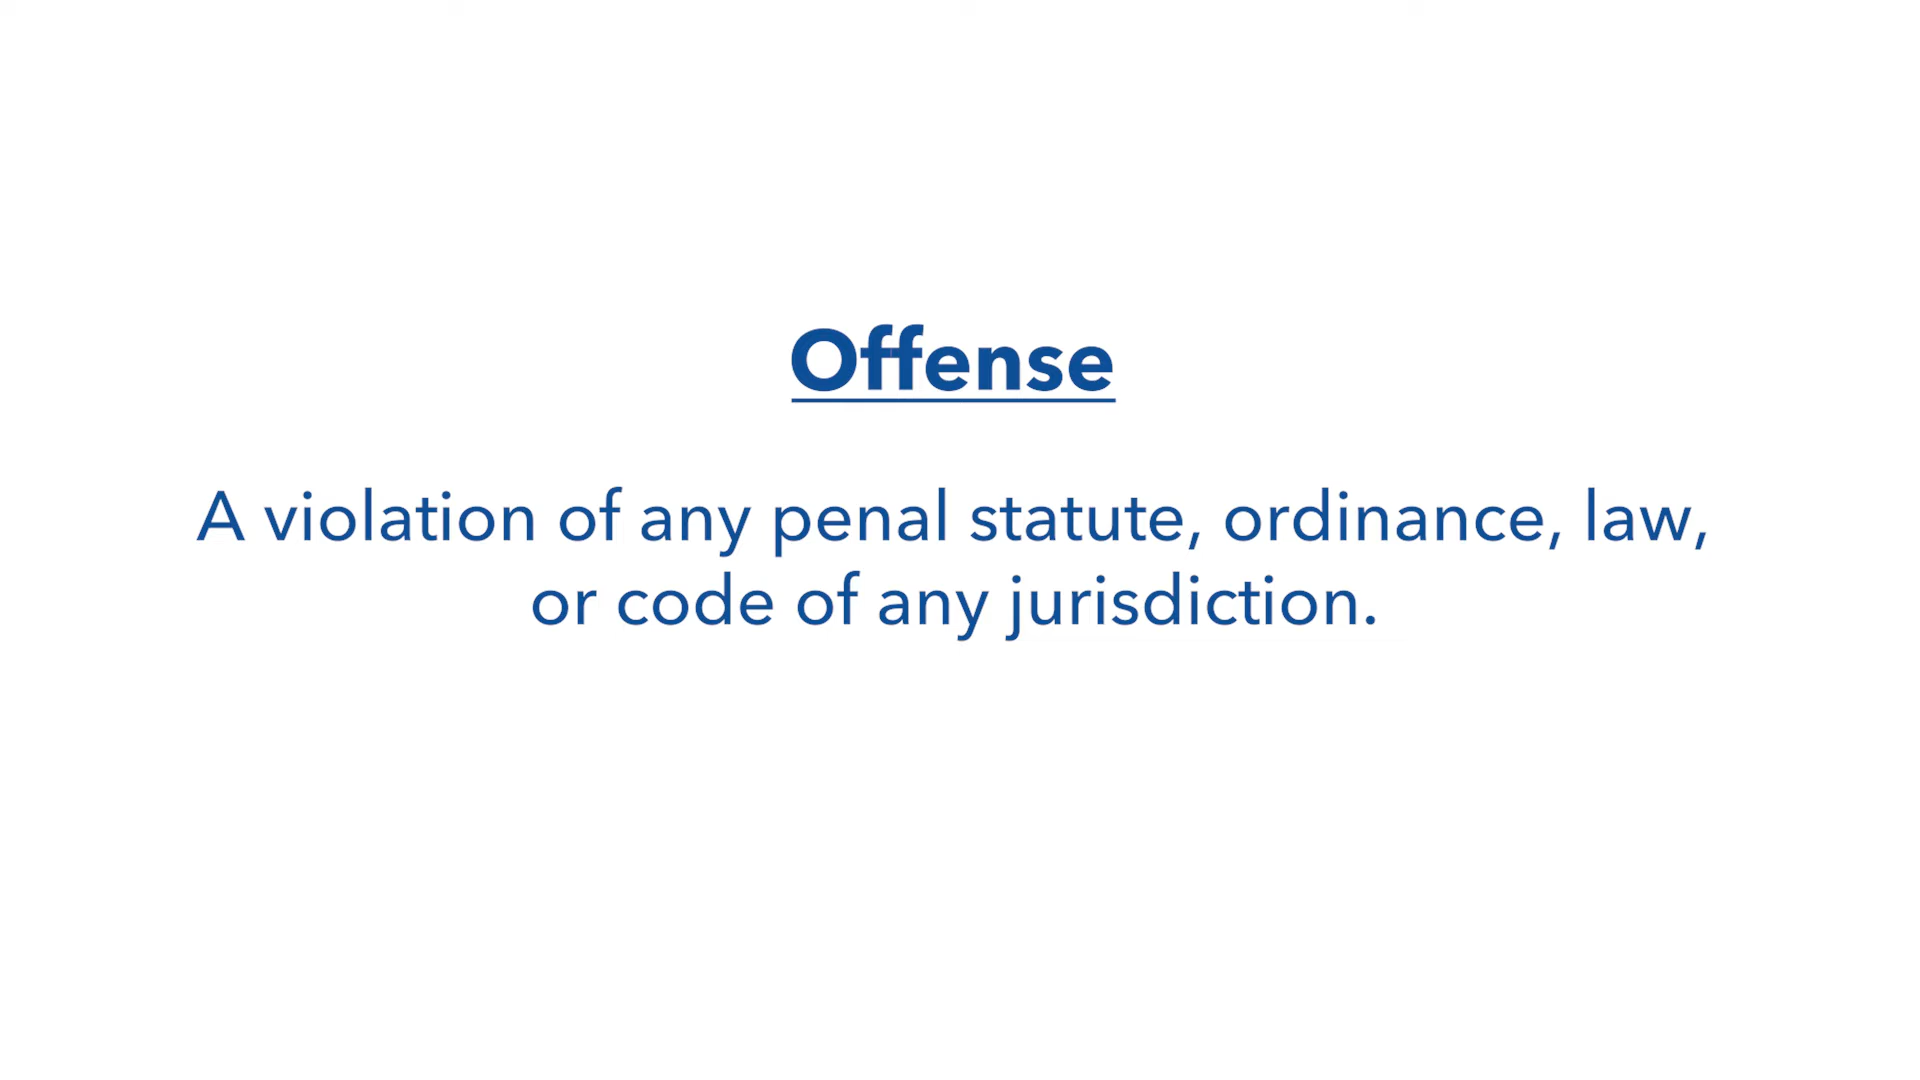 Offense
A violation of any penal statute, ordinance, law,
or code of any jurisdiction.